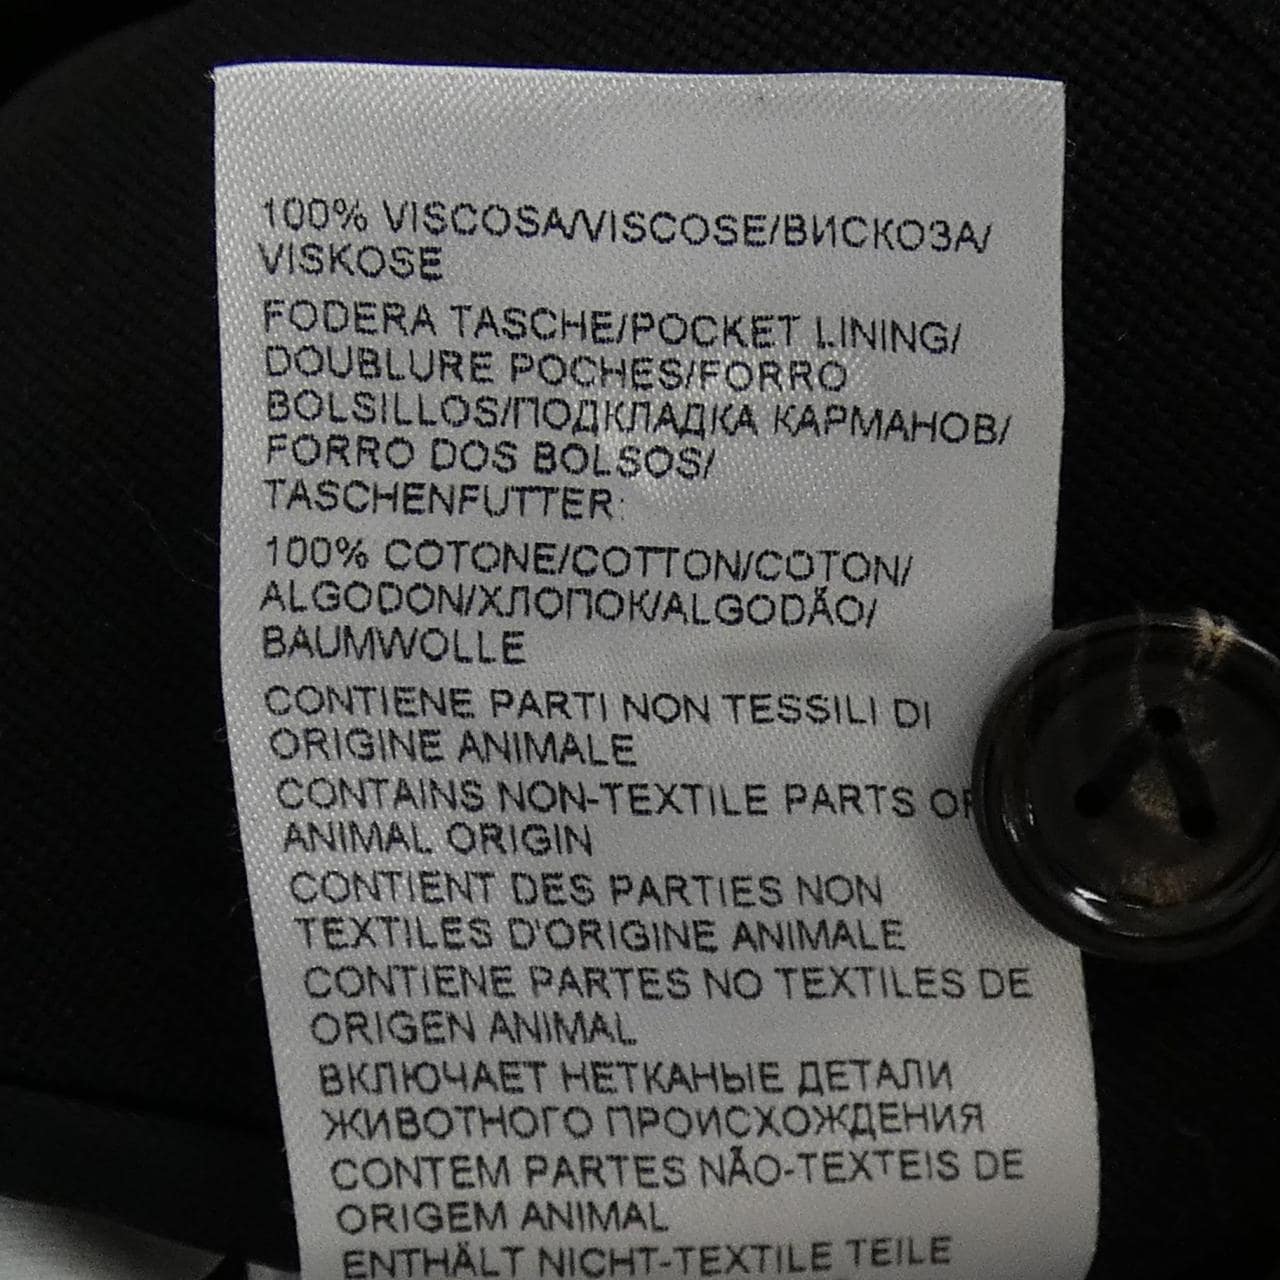 100% VISCOSA/VISCOSE/ВИСКОЗА/
VISKOSE
FODERA TASCHE/POCKET LINING/
DOUBLURE POCHES/FORRO
BOLSILLOS/ПОДКЛАДКА КАРМАНОВ/
FORRO DOS BOLSOS/
TASCHENFUTTER:
100% COTONE/COTTON/COTON/
ALGODON/ХЛОПОК/ALGODÃO/
BAUMWOLLE
CONTIENE PARTI NON TESSILI DI
ORIGINE ANIMALE
CONTAINS NON-TEXTILE PARTS OF
ANIMAL ORIGIN
CONTIENT DES PARTIES NON
TEXTILES D'ORIGINE ANIMALE
CONTIENE PARTES NO TEXTILES DE
ORIGEN ANIMAL
ВКЛЮЧАЕТ НЕТКАНЫЕ ДЕТАЛИ
ЖИВОТНОГО ПРОИСХОЖДЕНИЯ
CONTEM PARTES NÃO-TEXTEIS DE
ORIGEM ANIMAL
ENTHÄLT NICHT-TEXTILE TEILE